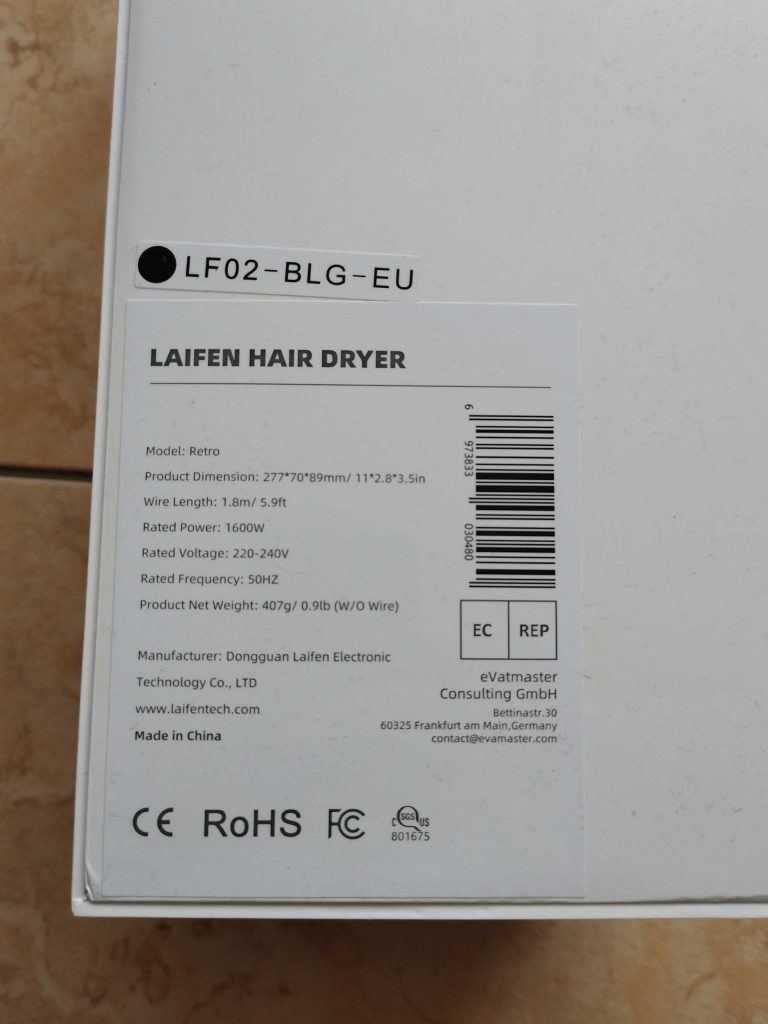 LF02-BLG-EU
LAIFEN HAIR DRYER
Model: Retro
Product Dimension: 277*70*89mm/ 11*2.8*3.5in
Wire Length: 1.8m/ 5.9ft
Rated Power: 1600W
Rated Voltage: 220-240V
Rated Frequency: 50HZ
Product Net Weight: 407g/ 0.9lb (W/O Wire)
Manufacturer: Dongguan Laifen Electronic
Technology Co., LTD
www.laifentech.com
Made in China
6 973833 030480
EC REP
eVatmaster
Consulting GmbH
Bettinastr.30
60325 Frankfurt am Main,Germany
contact@evamaster.com
CE RoHS FC c SGS US
801675